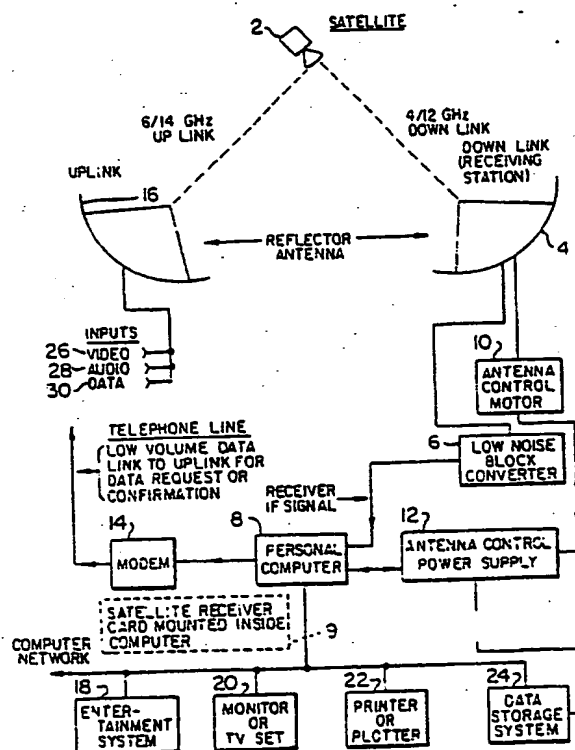 SATELLITE
2
6/14 GHz
UP LINK
4/12 GHz
DOWN LINK
DOWN LINK
(RECEIVING
STATION)
UPLINK
16
REFLECTOR
ANTENNA
4
INPUTS
26 VIDEO
28 AUDIO
30 DATA
10
ANTENNA
CONTROL
MOTOR
TELEPHONE LINE
LOW VOLUME DATA
LINK TO UPLINK FOR
DATA REQUEST OR
CONFIRMATION
6
LOW NOISE
BLOCK
CONVERTER
RECEIVER
IF SIGNAL
14
MODEM
8
PERSONAL
COMPUTER
12
ANTENNA CONTROL
POWER SUPPLY
SATELLITE RECEIVER
CARD MOUNTED INSIDE
COMPUTER
9
COMPUTER
NETWORK
18
ENTER-
TAINMENT
SYSTEM
20
MONITOR
OR
TV SET
22
PRINTER
OR
PLOTTER
24
DATA
STORAGE
SYSTEM